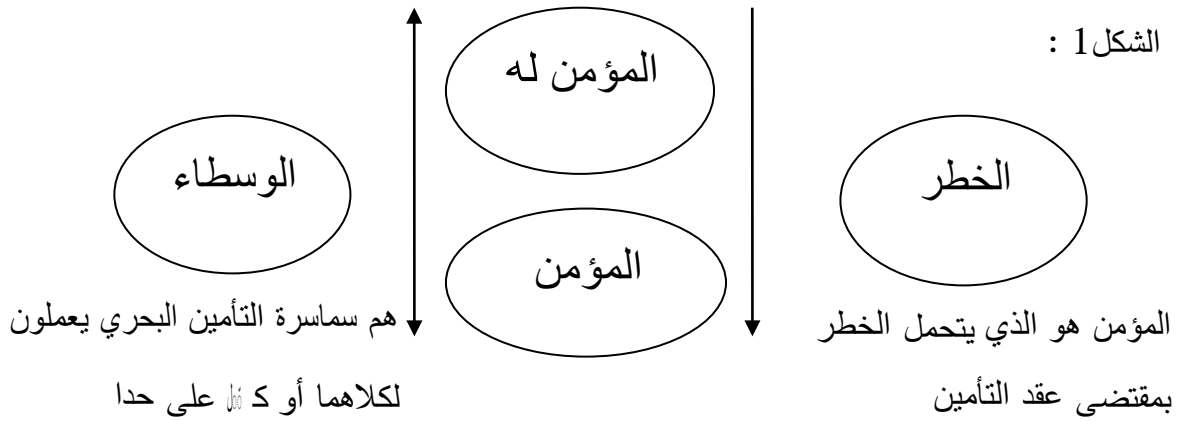 الشكل1 :
المؤمن له
الخطر
الوسطاء
المؤمن
المؤمن هو الذي يتحمل الخطر
بمقتضى عقد التأمين
هم سماسرة التأمين البحري يعملون
لكلاهما أو على حدا